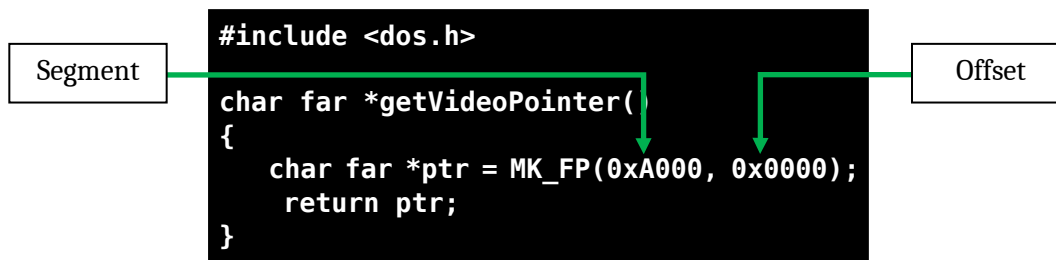 #include <dos.h>
Segment
Offset
char far *getVideoPointer()
{
char far *ptr = MK_FP(0xA000, 0x0000);
return ptr;
}